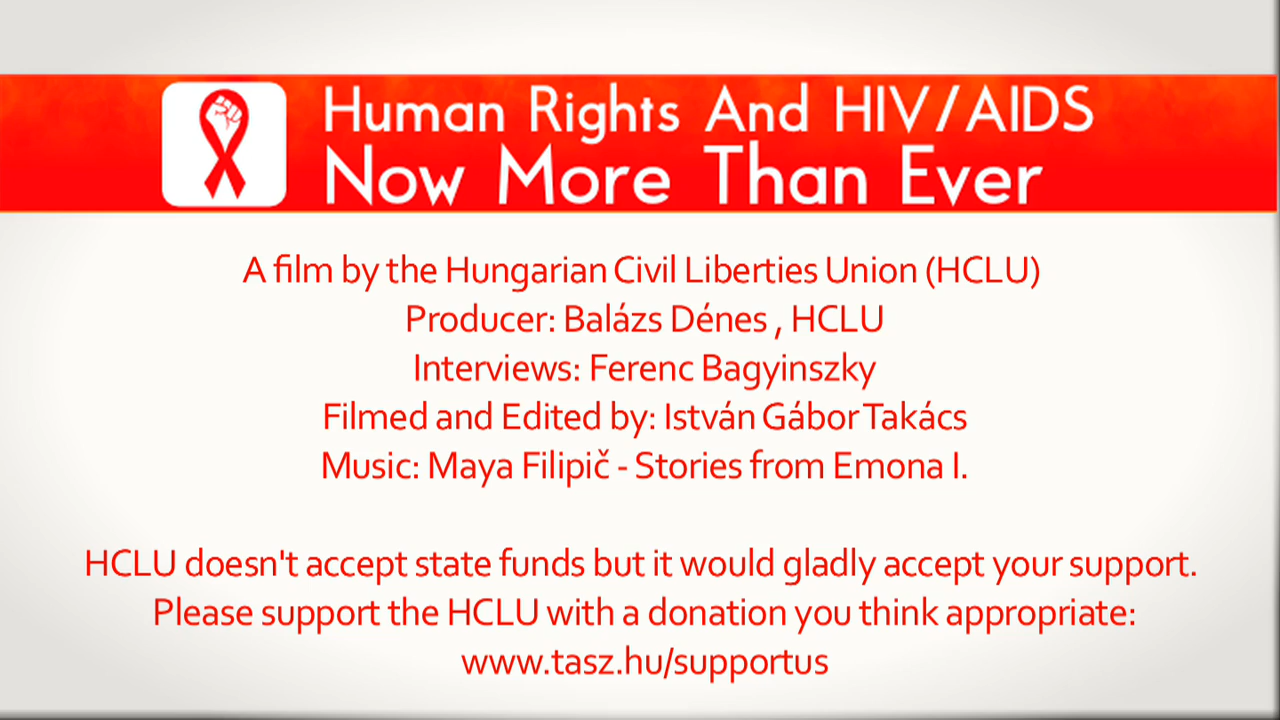 Human Rights And HIV/AIDS
Now More Than Ever
A film by the Hungarian Civil Liberties Union (HCLU)
Producer: Balázs Dénes , HCLU
Interviews: Ferenc Bagyinszky
Filmed and Edited by: István Gábor Takács
Music: Maya Filipič - Stories from Emona I.
HCLU doesn't accept state funds but it would gladly accept your support.
Please support the HCLU with a donation you think appropriate:
www.tasz.hu/supportus